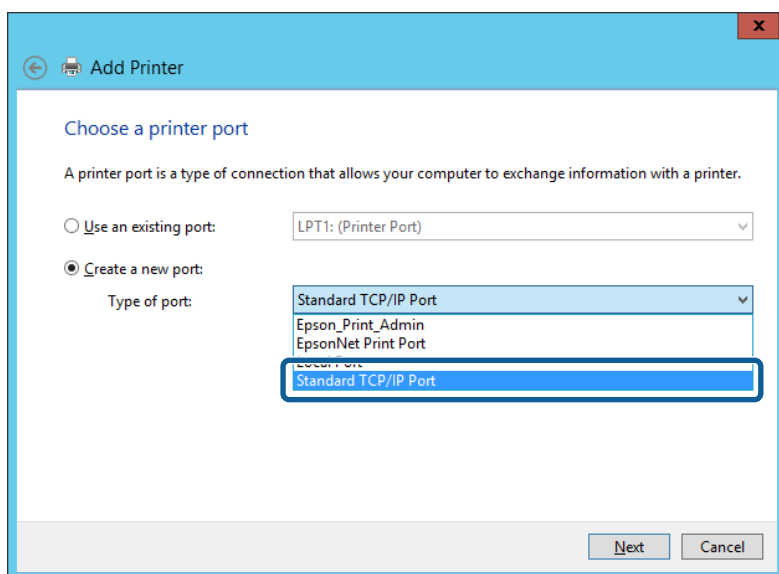 x
Add Printer
Choose a printer port
A printer port is a type of connection that allows your computer to exchange information with a printer.
Use an existing port: LPT1: (Printer Port)
Create a new port:
Type of port: Standard TCP/IP Port
Epson_Print_Admin
EpsonNet Print Port
Local Port
Standard TCP/IP Port
Next Cancel